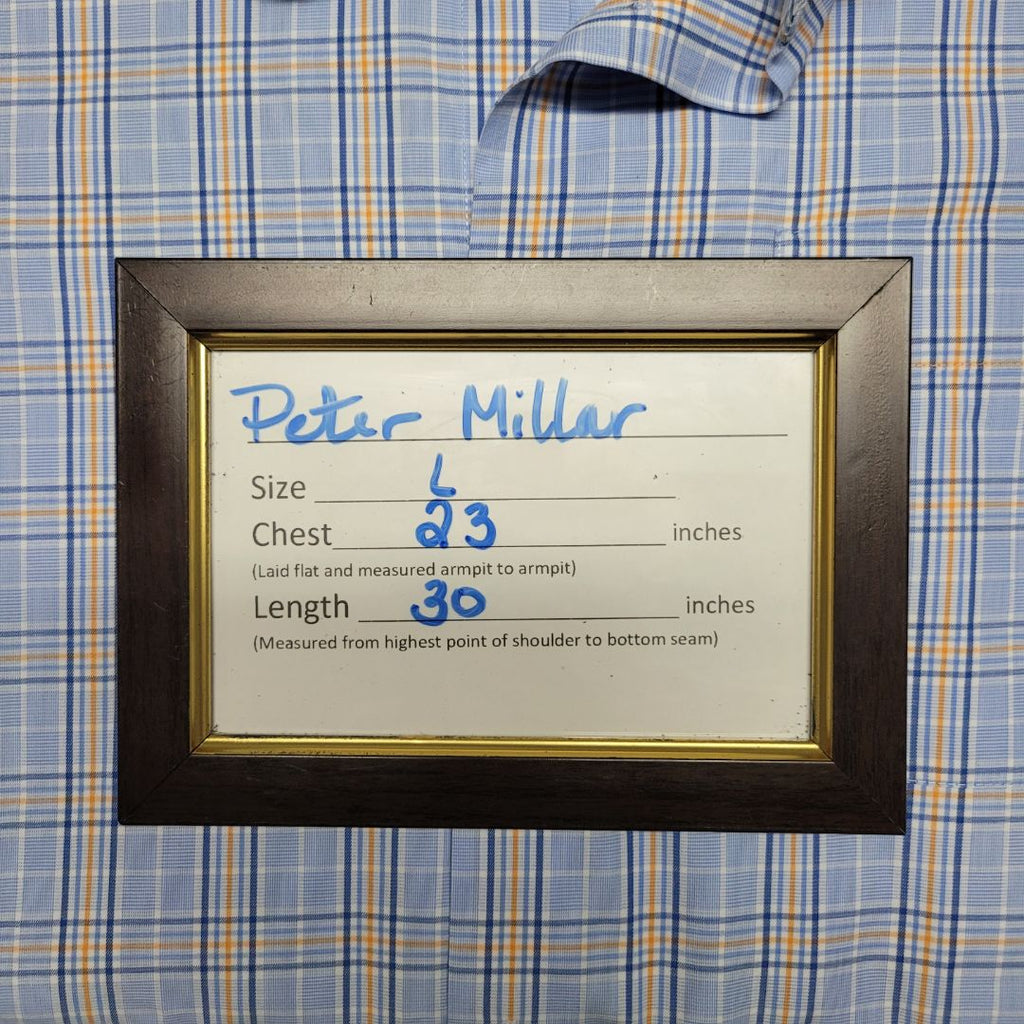 Peter Millar
Size L
Chest 23 inches
(Laid flat and measured armpit to armpit)
Length 30 inches
(Measured from highest point of shoulder to bottom seam)